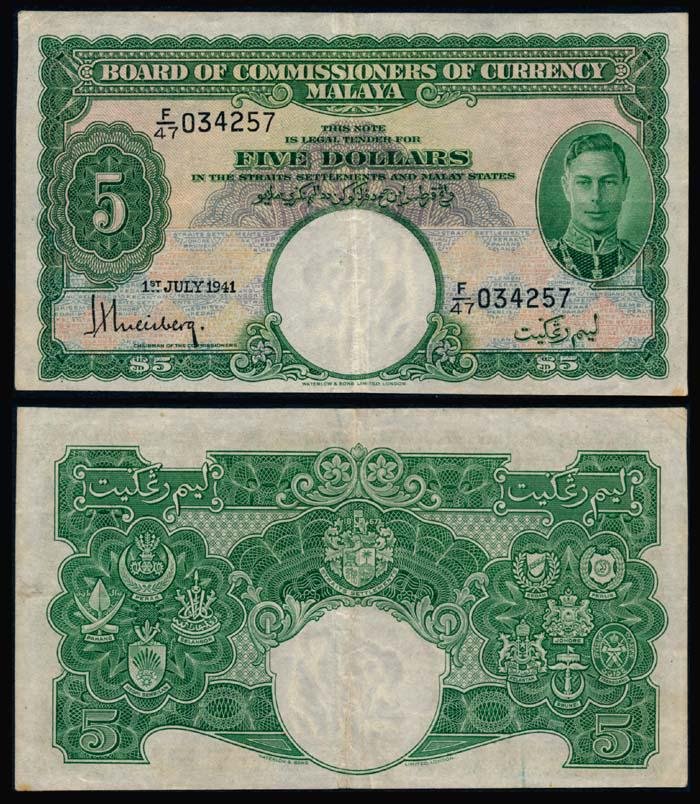 BOARD OF COMMISSIONERS OF CURRENCY
MALAYA
F/47 034257
THIS NOTE
IS LEGAL TENDER FOR
FIVE DOLLARS
IN THE STRAITS SETTLEMENTS AND MALAY STATES
5
1ST JULY 1941
F/47 034257
CHAIRMAN OF THE COMMISSIONERS
ليم رڠݢيت
5
5
WATERLOW & SONS LIMITED, LONDON
ليم رڠݢيت
ليم رڠݢيت
PERAK
PAHANG
SELANGOR
NEGRI SEMBILAN
STRAITS SETTLEMENTS
KEDAH
PERLIS
JOHORE
KELANTAN
BRUNEI
5
5
WATERLOW & SONS LIMITED, LONDON